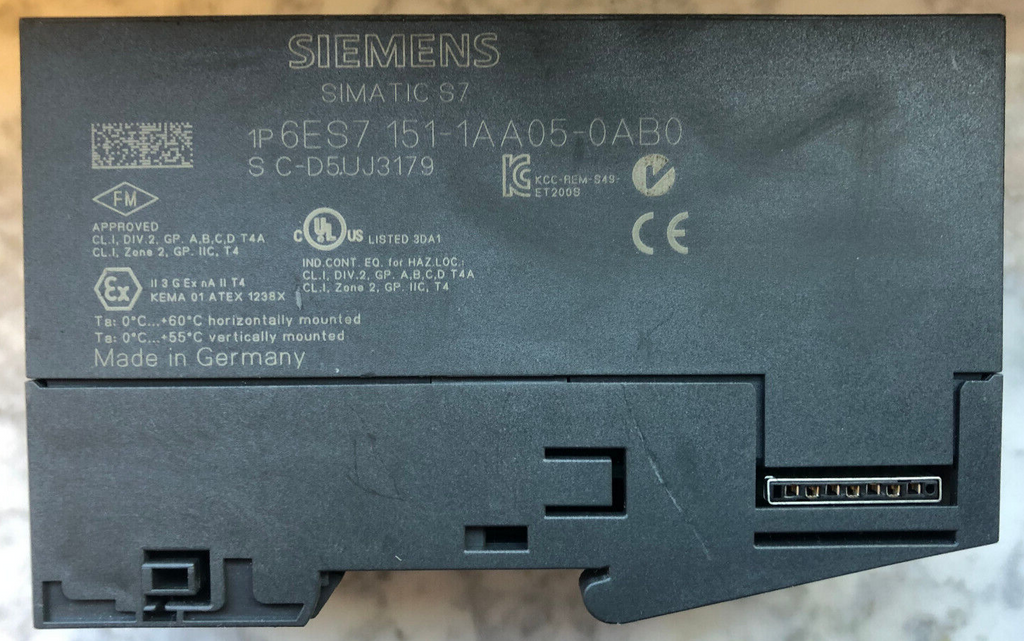 SIEMENS
SIMATIC S7
1P 6ES7 151-1AA05-0AB0
S C-D5UJ3179
KCC-REM-S49-
ET200S
FM
APPROVED
CL.I, DIV.2, GP. A,B,C,D T4A
CL.I, Zone 2, GP. IIC, T4
C UL US LISTED 3DA1
IND.CONT. EQ. for HAZ.LOC.:
CL.I, DIV.2, GP. A,B,C,D T4A
CL.I, Zone 2, GP. IIC, T4
CE
Ex
II 3 G Ex nA II T4
KEMA 01 ATEX 1238X
Ta: 0°C...+60°C horizontally mounted
Ta: 0°C...+55°C vertically mounted
Made in Germany